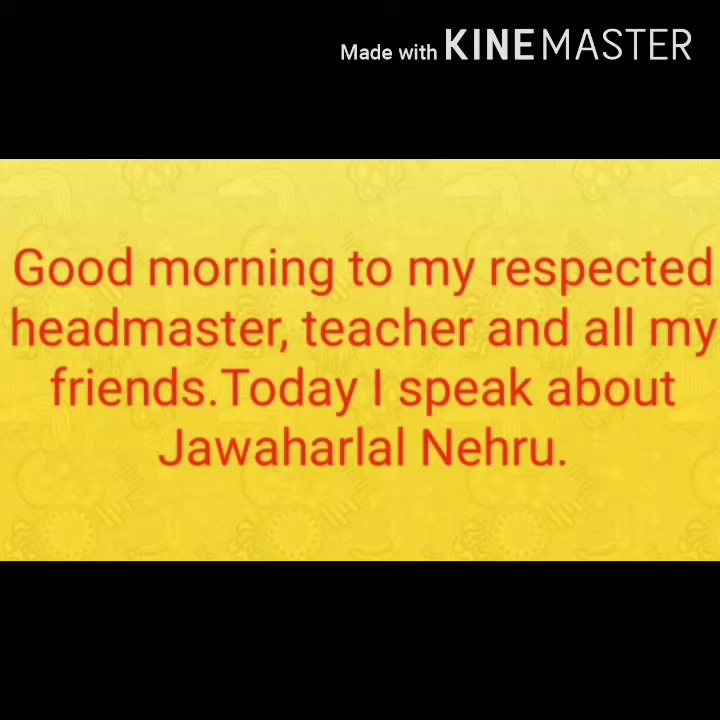 Made with KINEMASTER
Good morning to my respected
headmaster, teacher and all my
friends.Today I speak about
Jawaharlal Nehru.